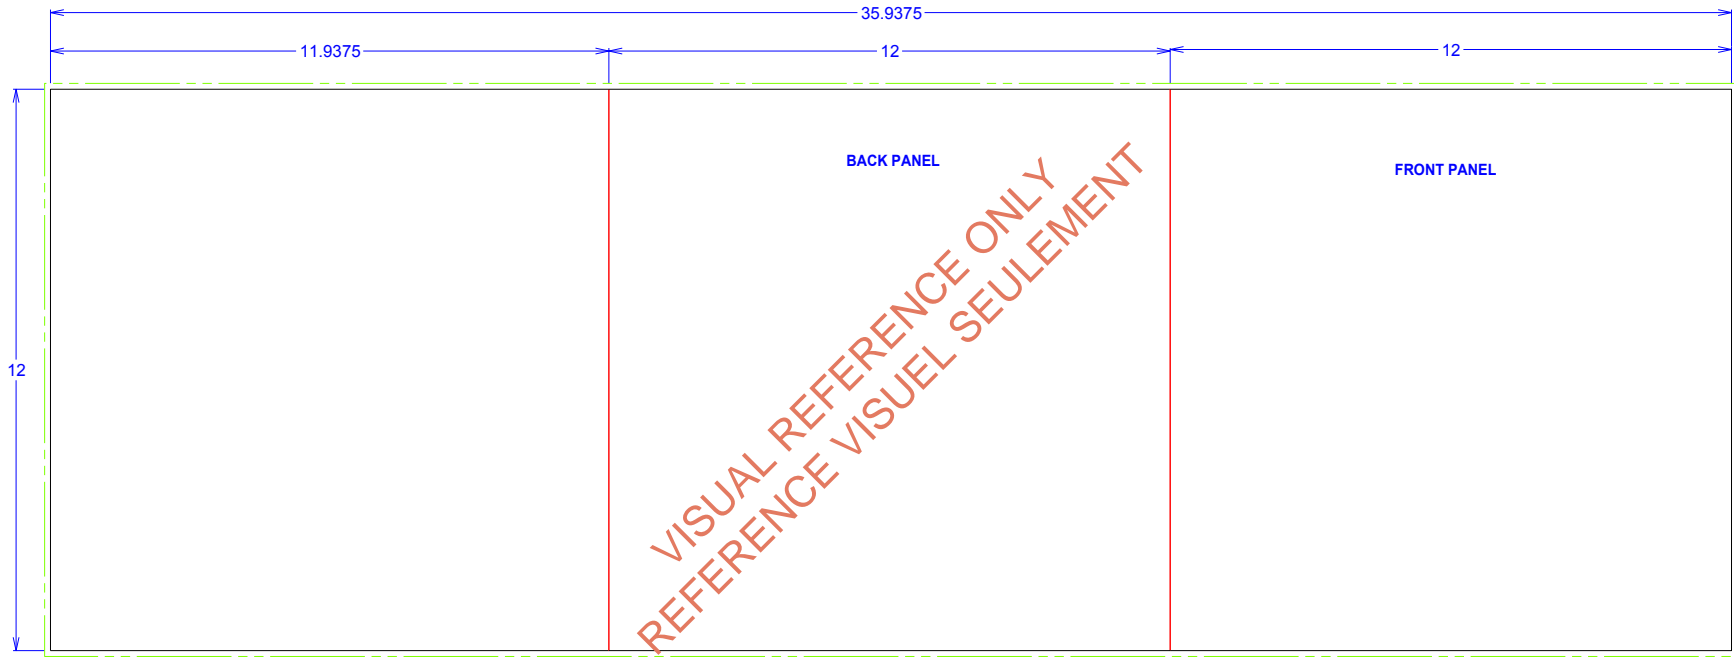 35.9375
11.9375
12
12
BACK PANEL
FRONT PANEL
12
VISUAL REFERENCE ONLY
REFERENCE VISUEL SEULEMENT